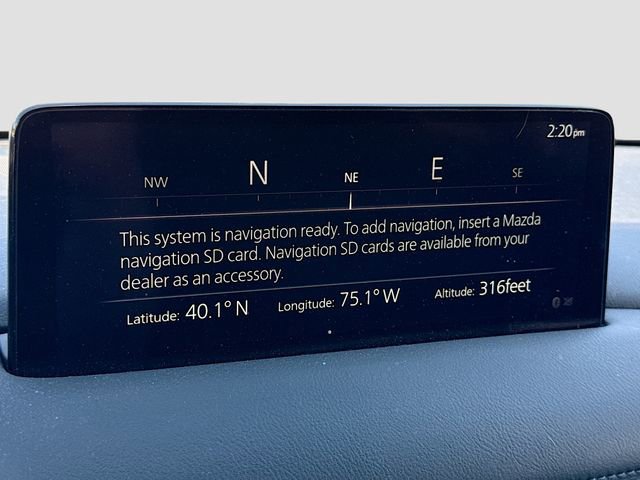 2:20pm
NW N NE E SE
This system is navigation ready. To add navigation, insert a Mazda
navigation SD card. Navigation SD cards are available from your
dealer as an accessory.
Latitude: 40.1° N Longitude: 75.1° W Altitude: 316feet